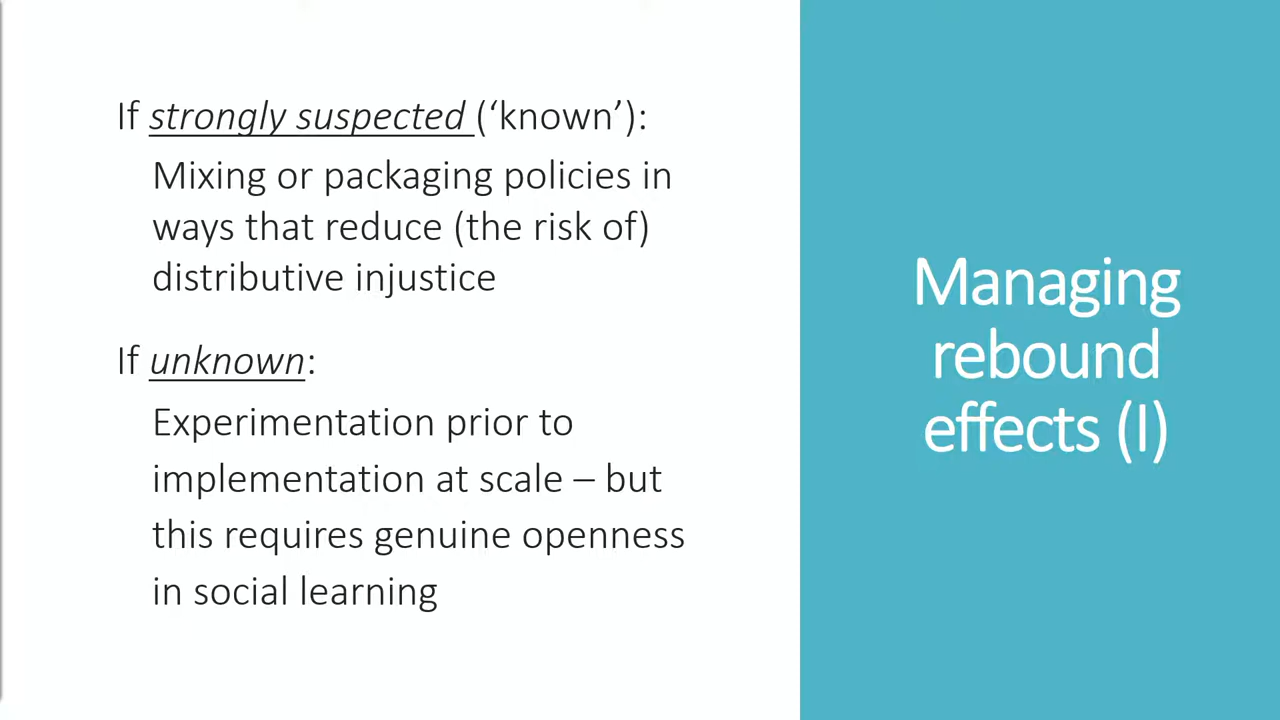 If strongly suspected (‘known’):
Mixing or packaging policies in
ways that reduce (the risk of)
distributive injustice
If unknown:
Experimentation prior to
implementation at scale – but
this requires genuine openness
in social learning
Managing
rebound
effects (I)